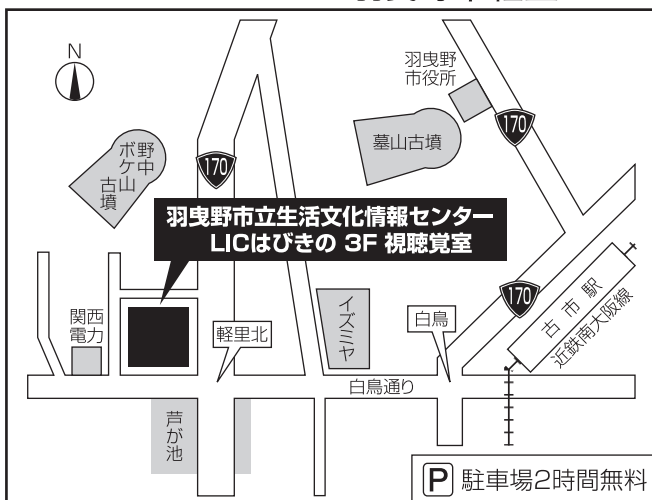 N
羽曳野
市役所
170
墓山古墳
170
野中
ボケ山
古墳
羽曳野市立生活文化情報センター
LICはびきの 3F 視聴覚室
170
古市駅
近鉄南大阪線
関西
電力
軽里北
イズミヤ
白鳥
白鳥通り
芦が池
P 駐車場2時間無料